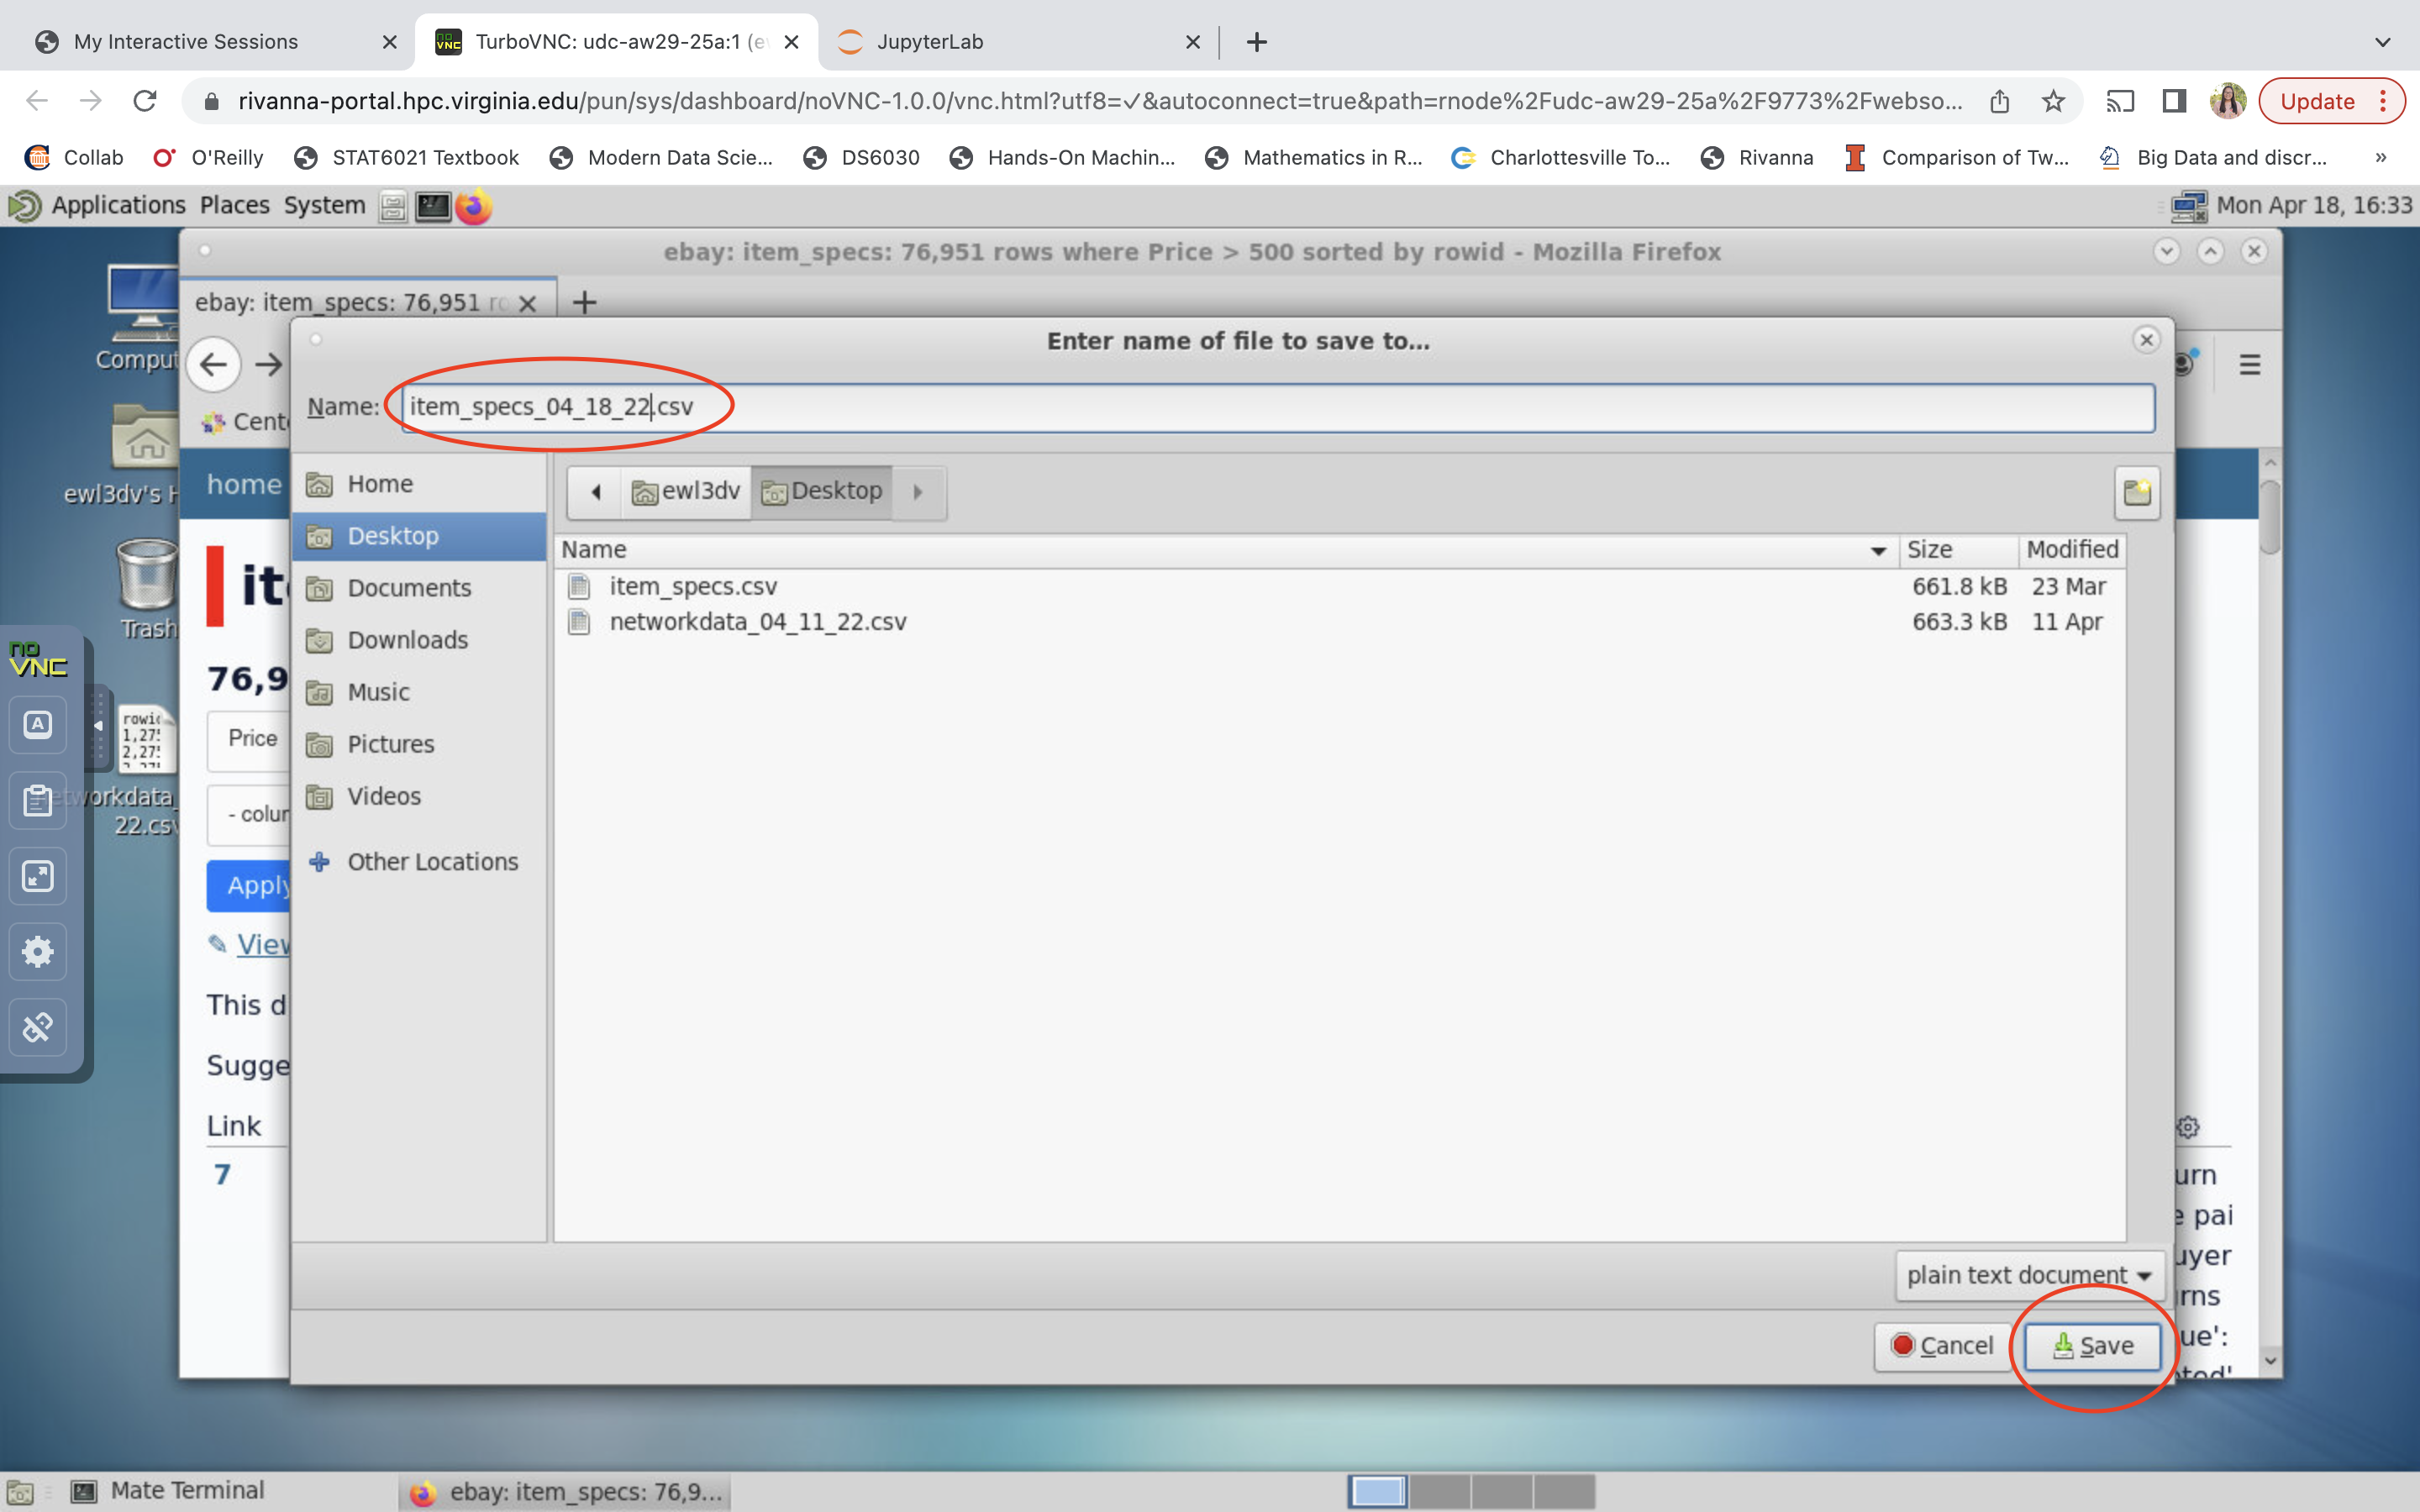 My Interactive Sessions
TurboVNC: udc-aw29-25a:1 (ew
JupyterLab
rivanna-portal.hpc.virginia.edu/pun/sys/dashboard/noVNC-1.0.0/vnc.html?utf8=✓&autoconnect=true&path=rnode%2Fudc-aw29-25a%2F9773%2Fwebso...
Update
Collab O'Reilly STAT6021 Textbook Modern Data Scie... DS6030 Hands-On Machin... Mathematics in R... Charlottesville To... Rivanna Comparison of Tw... Big Data and discr... »
Applications Places System Mon Apr 18, 16:33
ebay: item_specs: 76,951 rows where Price > 500 sorted by rowid - Mozilla Firefox
ebay: item_specs: 76,951 ro
Enter name of file to save to...
Name: item_specs_04_18_22.csv
Comput
Cente
ewl3dv's H
home
Home
Desktop
Documents
Downloads
Music
Pictures
Videos
Other Locations
ewl3dv Desktop
Name Size Modified
item_specs.csv 661.8 kB 23 Mar
networkdata_04_11_22.csv 663.3 kB 11 Apr
it
Trash
no
VNC
76,9
rowid
1,27
2,27
Price
etworkdata_
22.csv
- colum
Apply
View
This d
Sugge
Link
7
urn
e pai
uyer
rns
ue':
ted'
plain text document
Cancel
Save
Mate Terminal
ebay: item_specs: 76,9...